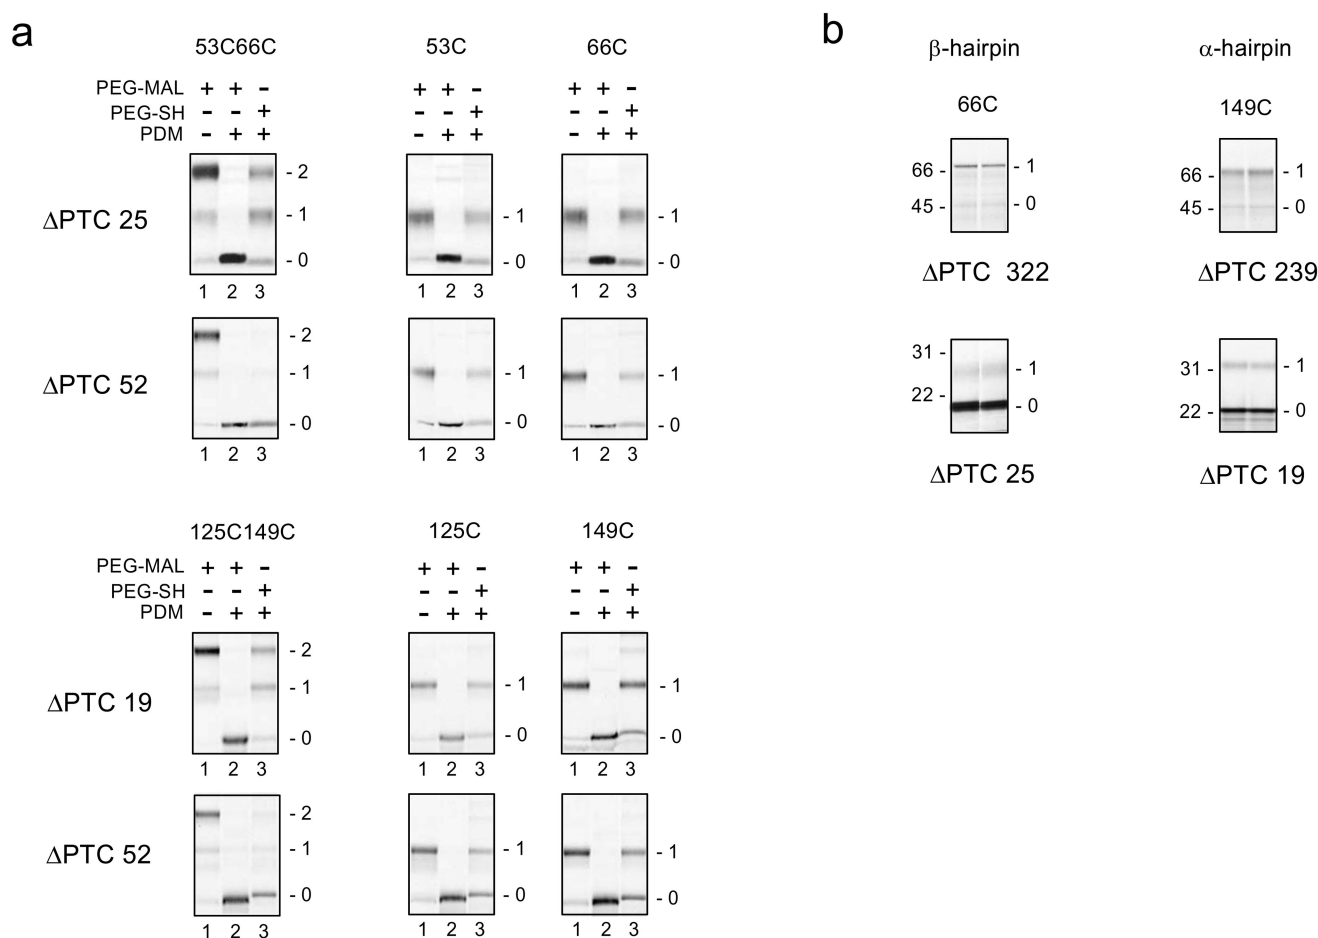 a
53C66C 53C 66C
PEG-MAL + + - + + - + + -
PEG-SH - - + - - + - - +
PDM - + + - + + - + +
ΔPTC 25
- 2
- 1 - 1 - 1
- 0 - 0 - 0
1 2 3 1 2 3 1 2 3
ΔPTC 52
- 2
- 1 - 1 - 1
- 0 - 0 - 0
1 2 3 1 2 3 1 2 3
125C149C 125C 149C
PEG-MAL + + - + + - + + -
PEG-SH - - + - - + - - +
PDM - + + - + + - + +
ΔPTC 19
- 2
- 1 - 1 - 1
- 0 - 0 - 0
1 2 3 1 2 3 1 2 3
ΔPTC 52
- 2
- 1 - 1 - 1
- 0 - 0 - 0
1 2 3 1 2 3 1 2 3
b
β-hairpin α-hairpin
66C 149C
66 - - 1 66 - - 1
45 - - 0 45 - - 0
ΔPTC 322 ΔPTC 239
31 - - 1 31 - - 1
22 - - 0 22 - - 0
ΔPTC 25 ΔPTC 19